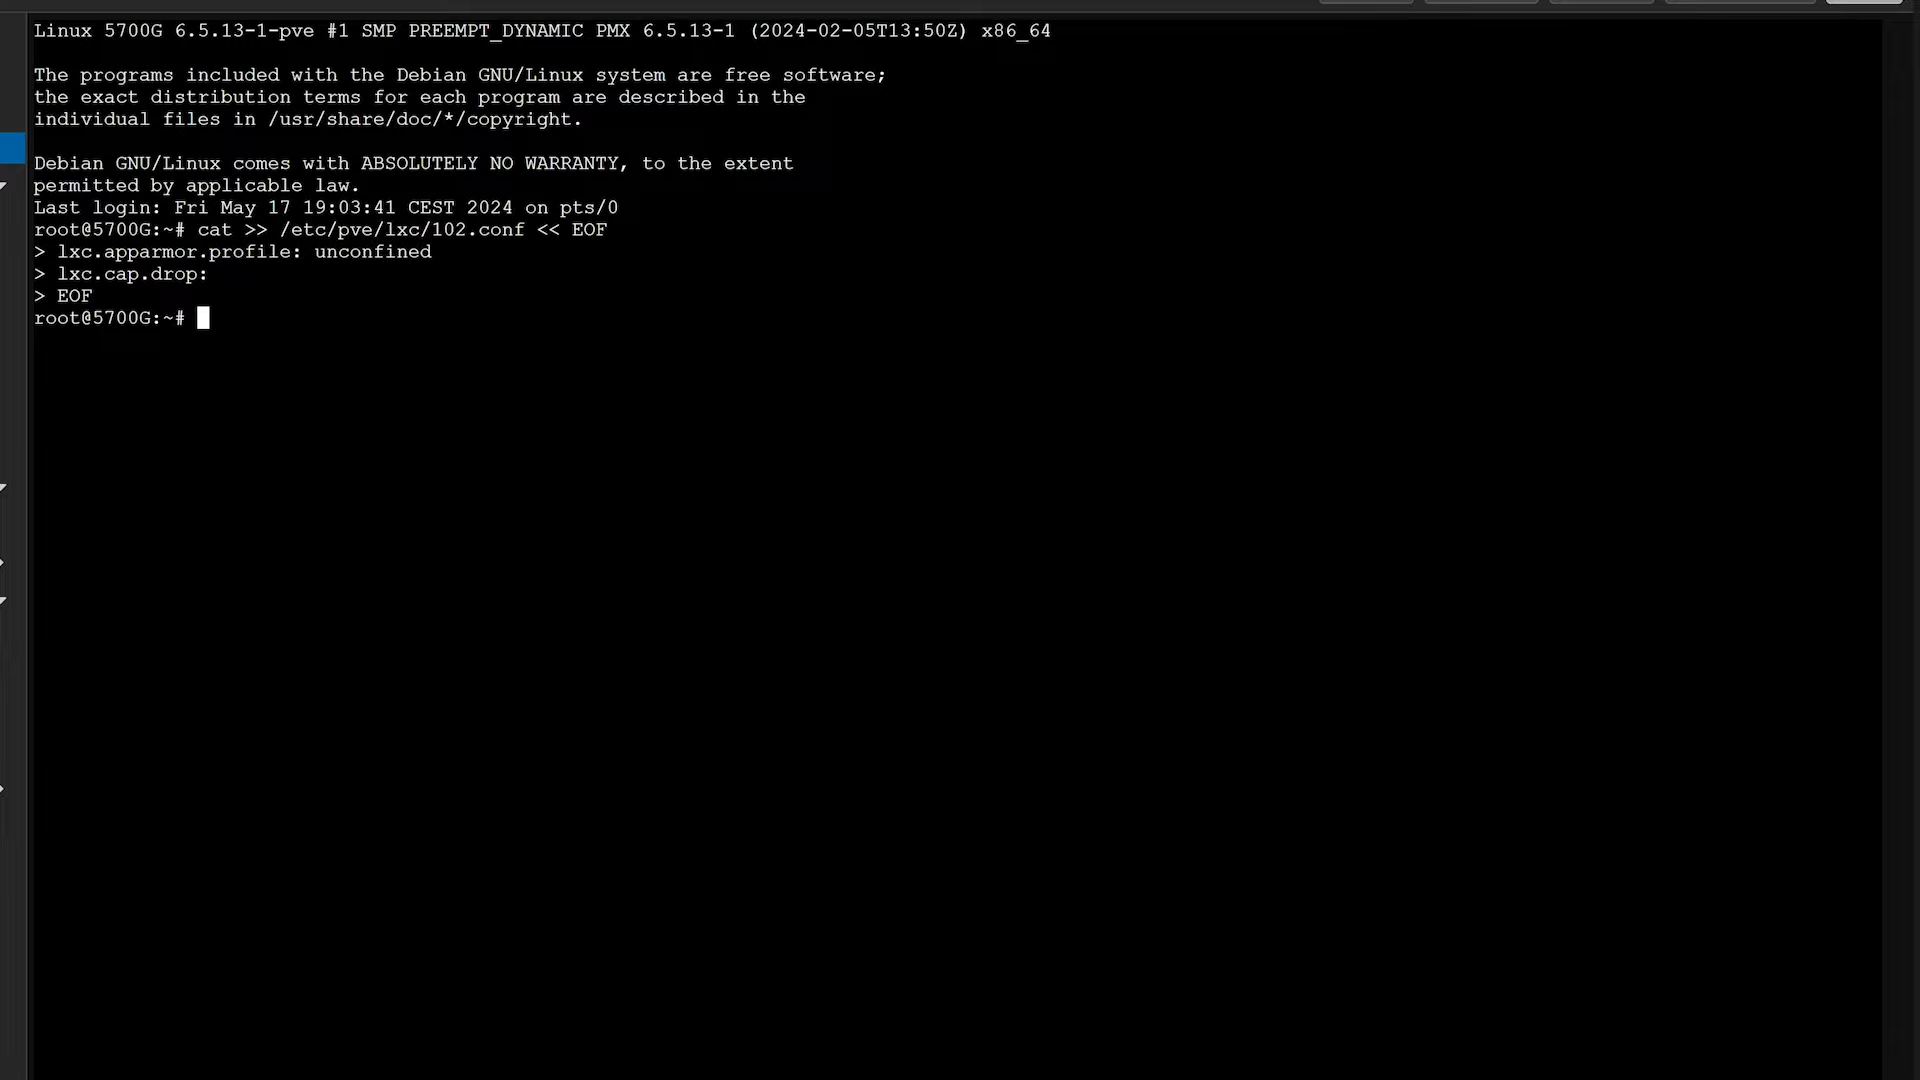 Linux 5700G 6.5.13-1-pve #1 SMP PREEMPT_DYNAMIC PMX 6.5.13-1 (2024-02-05T13:50Z) x86_64
The programs included with the Debian GNU/Linux system are free software;
the exact distribution terms for each program are described in the
individual files in /usr/share/doc/*/copyright.
Debian GNU/Linux comes with ABSOLUTELY NO WARRANTY, to the extent
permitted by applicable law.
Last login: Fri May 17 19:03:41 CEST 2024 on pts/0
root@5700G:~# cat >> /etc/pve/lxc/102.conf << EOF
> lxc.apparmor.profile: unconfined
> lxc.cap.drop:
> EOF
root@5700G:~#